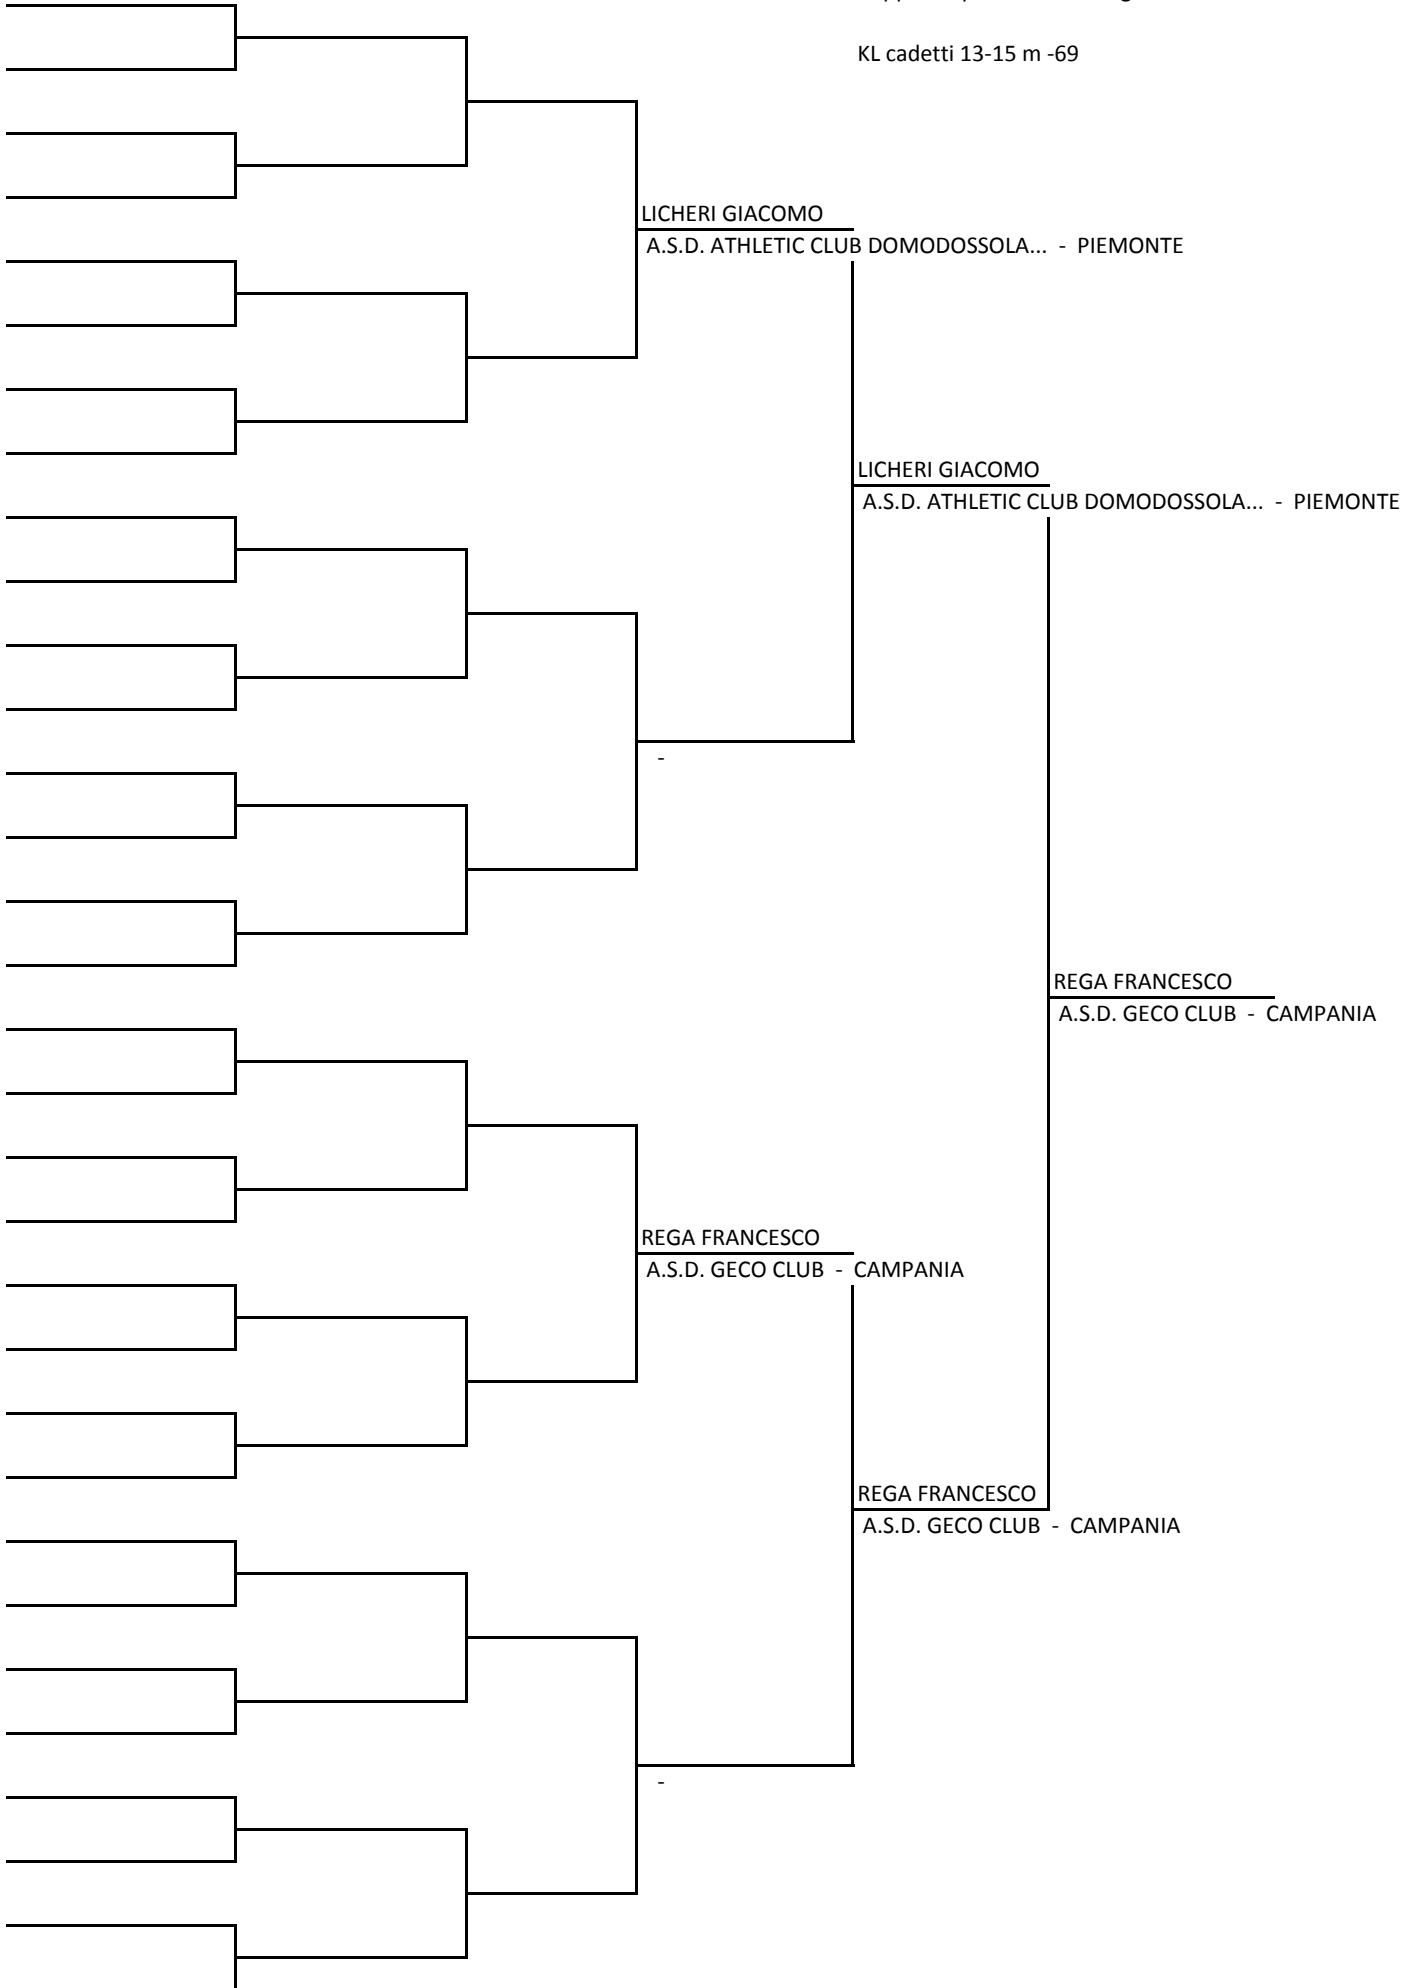 KL cadetti 13-15 m -69
LICHERI GIACOMO
A.S.D. ATHLETIC CLUB DOMODOSSOLA... - PIEMONTE
LICHERI GIACOMO
A.S.D. ATHLETIC CLUB DOMODOSSOLA... - PIEMONTE
-
REGA FRANCESCO
A.S.D. GECO CLUB - CAMPANIA
REGA FRANCESCO
A.S.D. GECO CLUB - CAMPANIA
REGA FRANCESCO
A.S.D. GECO CLUB - CAMPANIA
-